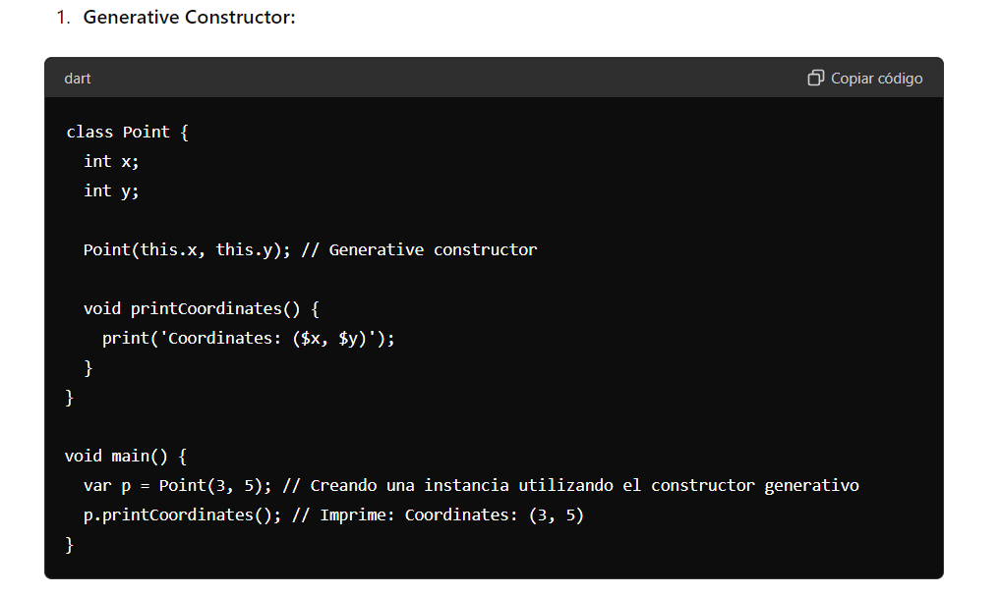 1. Generative Constructor:
dart
Copiar código
class Point {
  int x;
  int y;

  Point(this.x, this.y); // Generative constructor

  void printCoordinates() {
    print('Coordinates: ($x, $y)');
  }
}

void main() {
  var p = Point(3, 5); // Creando una instancia utilizando el constructor generativo
  p.printCoordinates(); // Imprime: Coordinates: (3, 5)
}